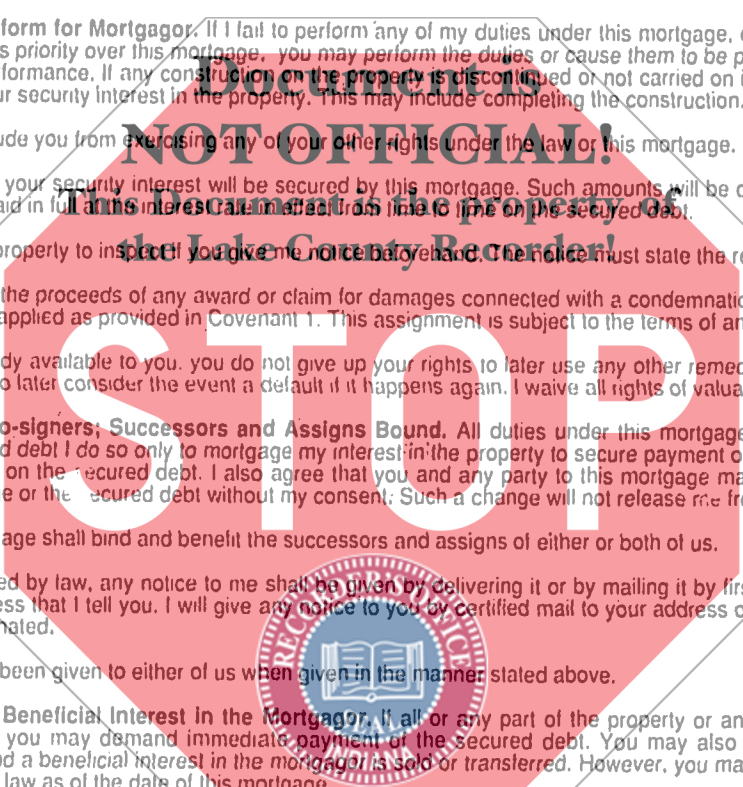 form for Mortgagor. If I fail to perform any of my duties under this mortgage,
s priority over this mortgage, you may perform the duties or cause them to be p
formance. If any construction on the property is discontinued or not carried on
ur security interest in the property. This may include completing the construction.
Document is
ude you from exercising any of your other rights under the law or this mortgage.
NOT OFFICIAL!
your security interest will be secured by this mortgage. Such amounts will be
aid in full at the interest rate in effect from time to time on the secured debt.
This Document is the property of
the Lake County Recorder!
property to inspect if you give me notice beforehand. The notice must state the
the proceeds of any award or claim for damages connected with a condemnatio
applied as provided in Covenant 1. This assignment is subject to the terms of an
STOP
dy available to you. you do not give up your rights to later use any other remed
o later consider the event a default if it happens again. I waive all rights of valua
o-signers; Successors and Assigns Bound. All duties under this mortgage
d debt I do so only to mortgage my interest in the property to secure payment o
on the secured debt. I also agree that you and any party to this mortgage ma
e or the secured debt without my consent. Such a change will not release me fr
age shall bind and benefit the successors and assigns of either or both of us.
ed by law, any notice to me shall be given by delivering it or by mailing it by firs
ess that I tell you. I will give any notice to you by certified mail to your address o
nated.
RECORDER'S OFFICE
been given to either of us when given in the manner stated above.
Beneficial Interest in the Mortgagor. If all or any part of the property or an
you may demand immediate payment of the secured debt. You may also
d a beneficial interest in the mortgagor is sold or transferred. However, you ma
law as of the date of this mortgage